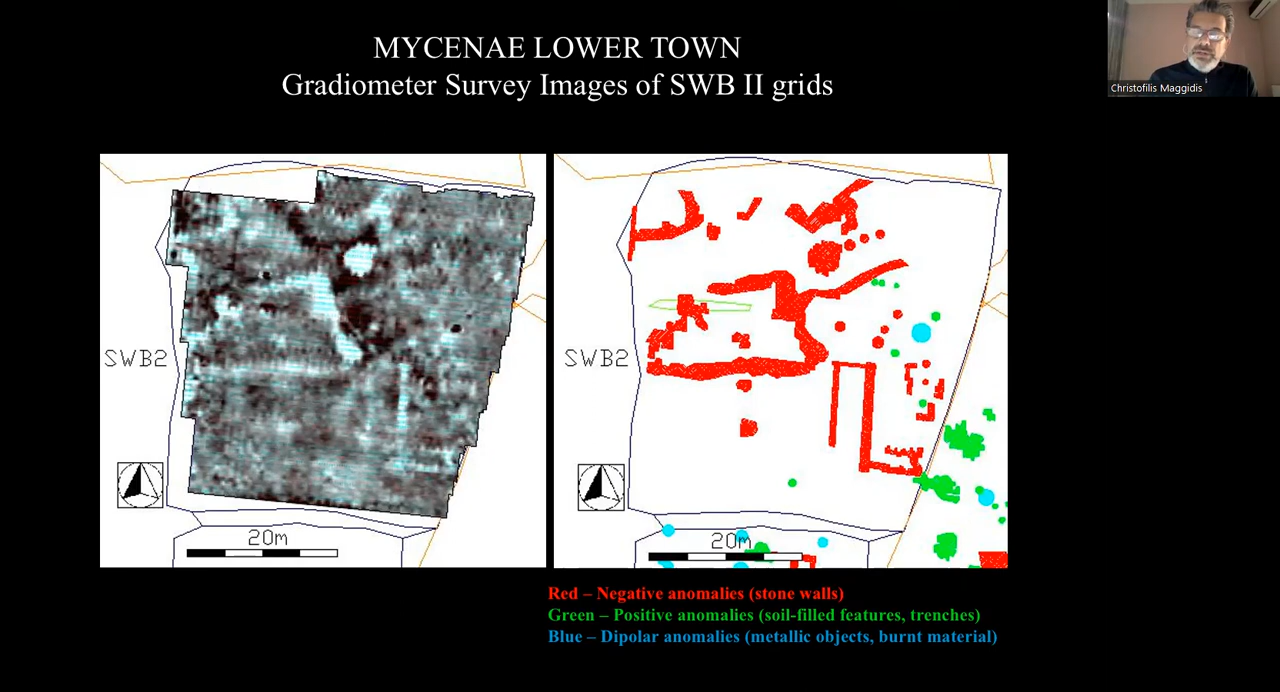 MYCENAE LOWER TOWN
Gradiometer Survey Images of SWB II grids
Christofilis Maggidis
SWB2
20m
SWB2
20m
Red – Negative anomalies (stone walls)
Green – Positive anomalies (soil-filled features, trenches)
Blue – Dipolar anomalies (metallic objects, burnt material)